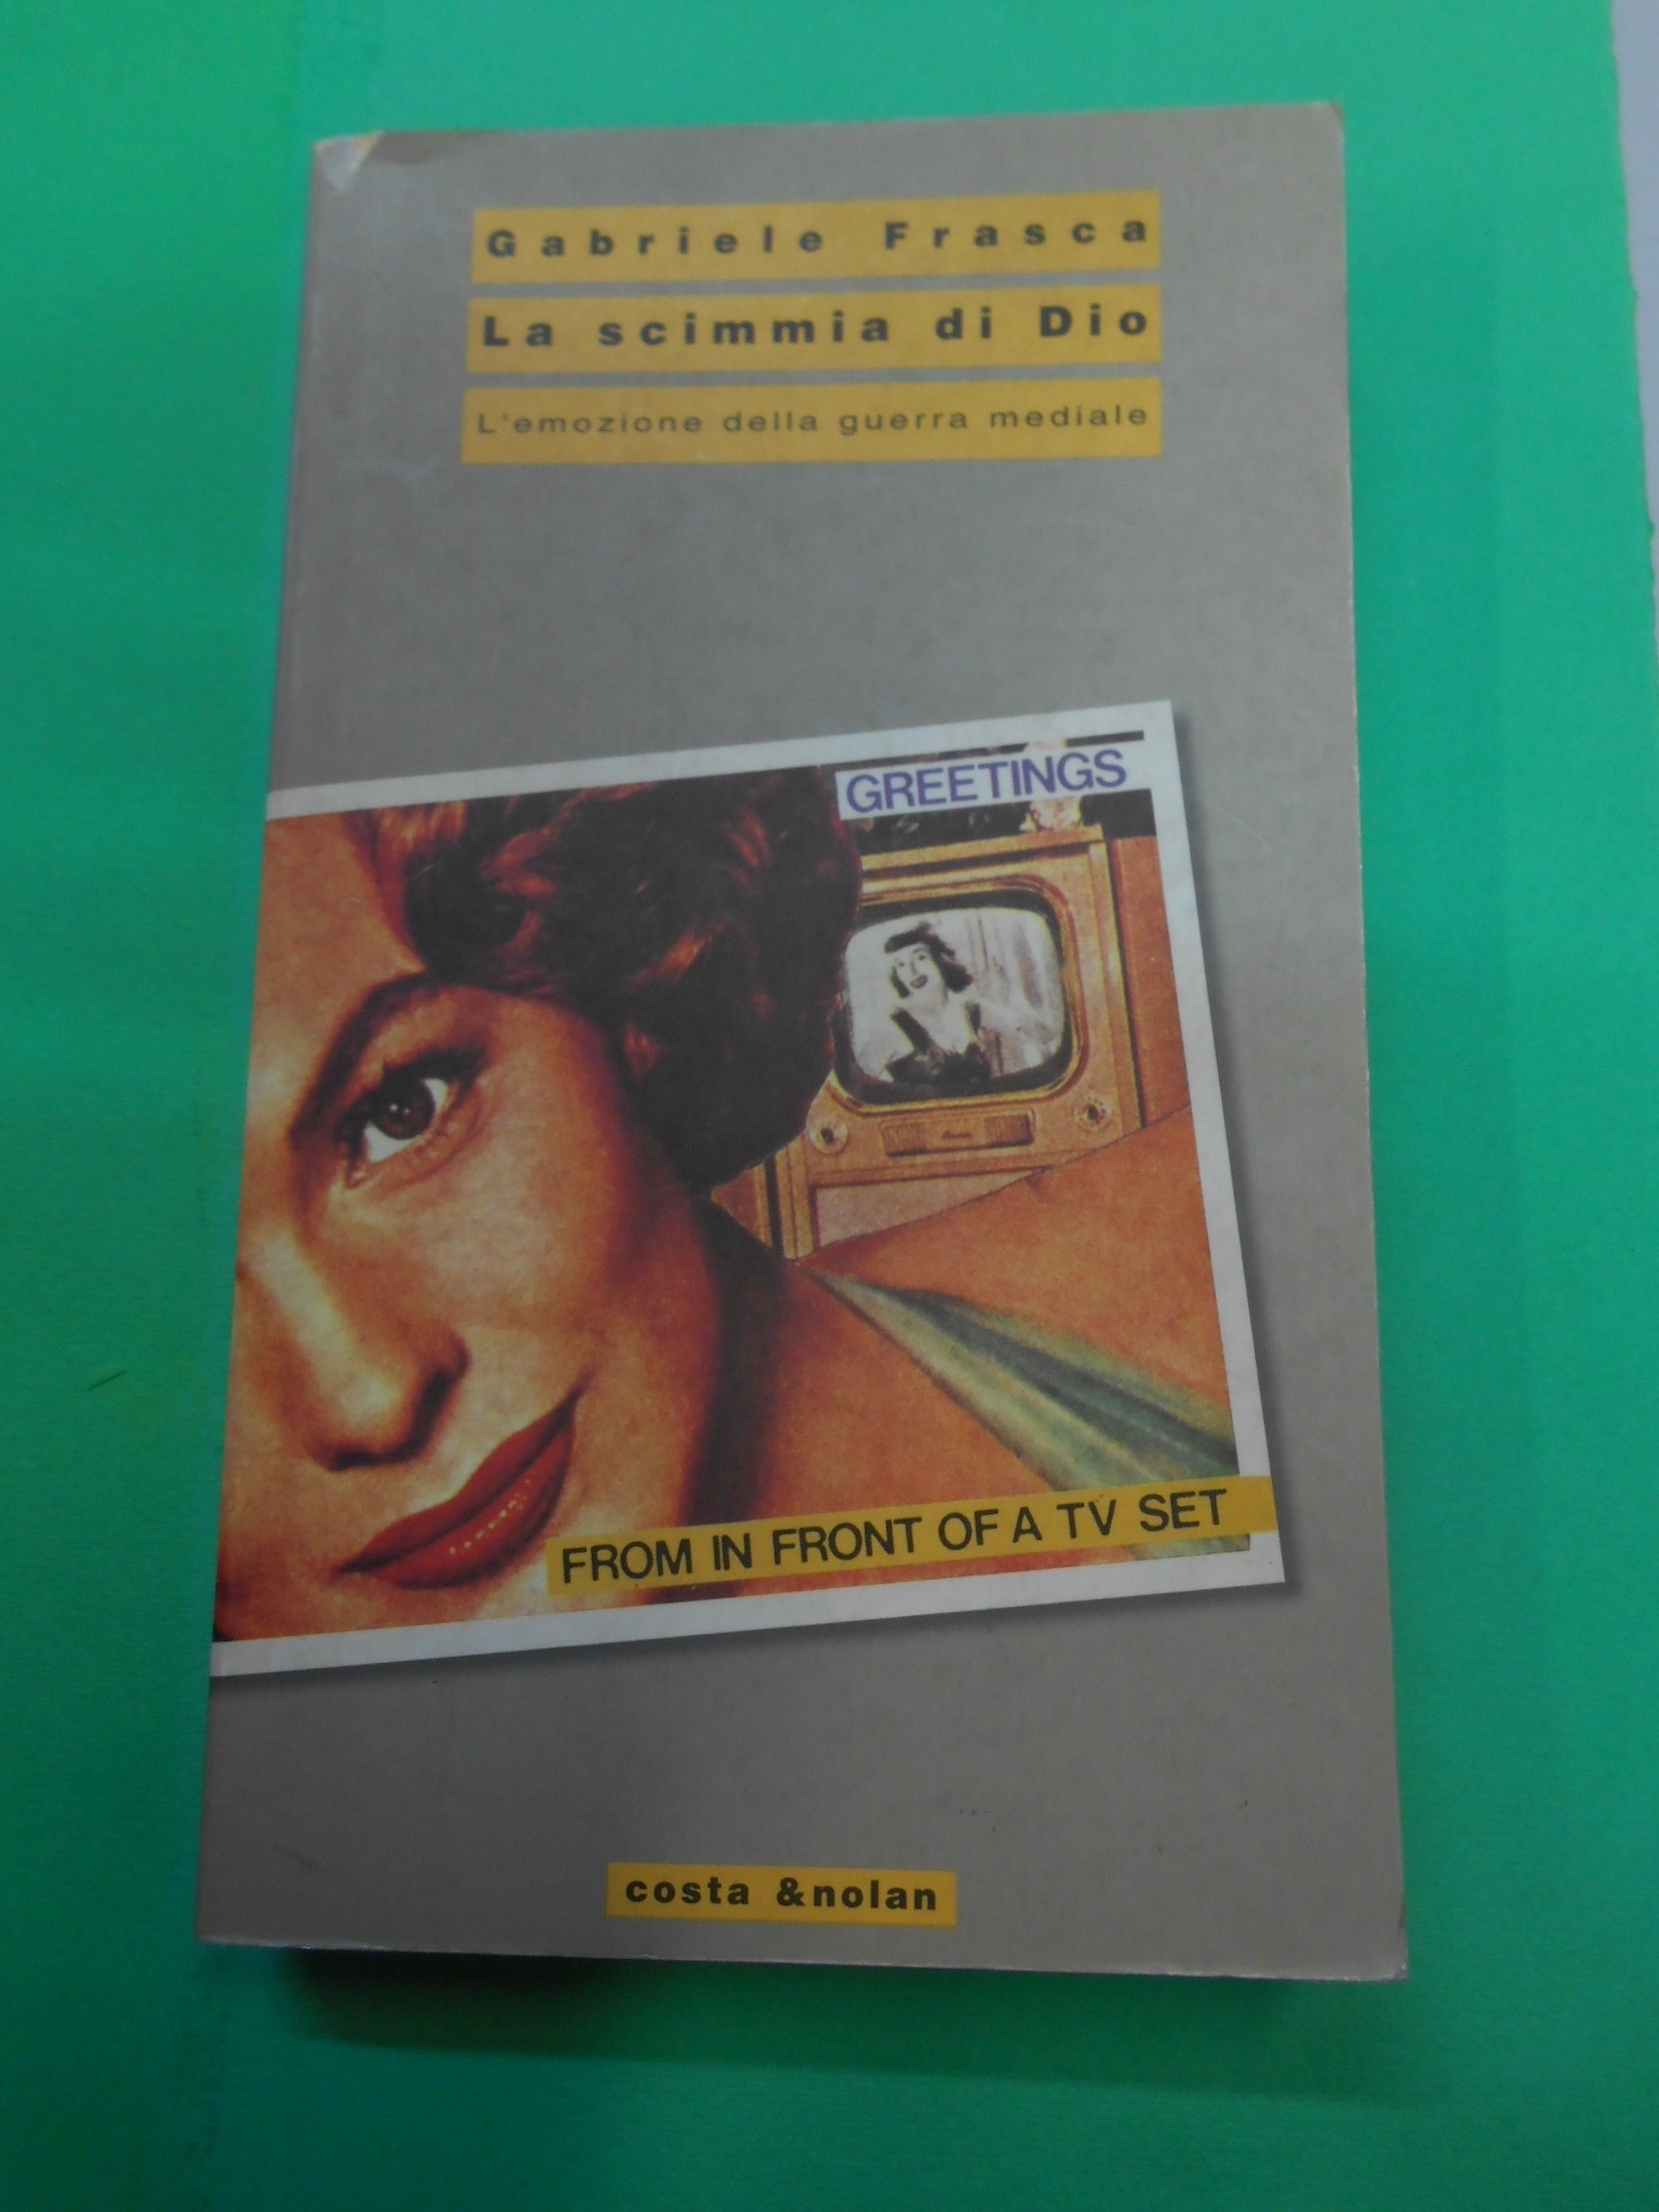 Gabriele Frasca
La scimmia di Dio
L'emozione della guerra mediale
GREETINGS
FROM IN FRONT OF A TV SET
costa &nolan